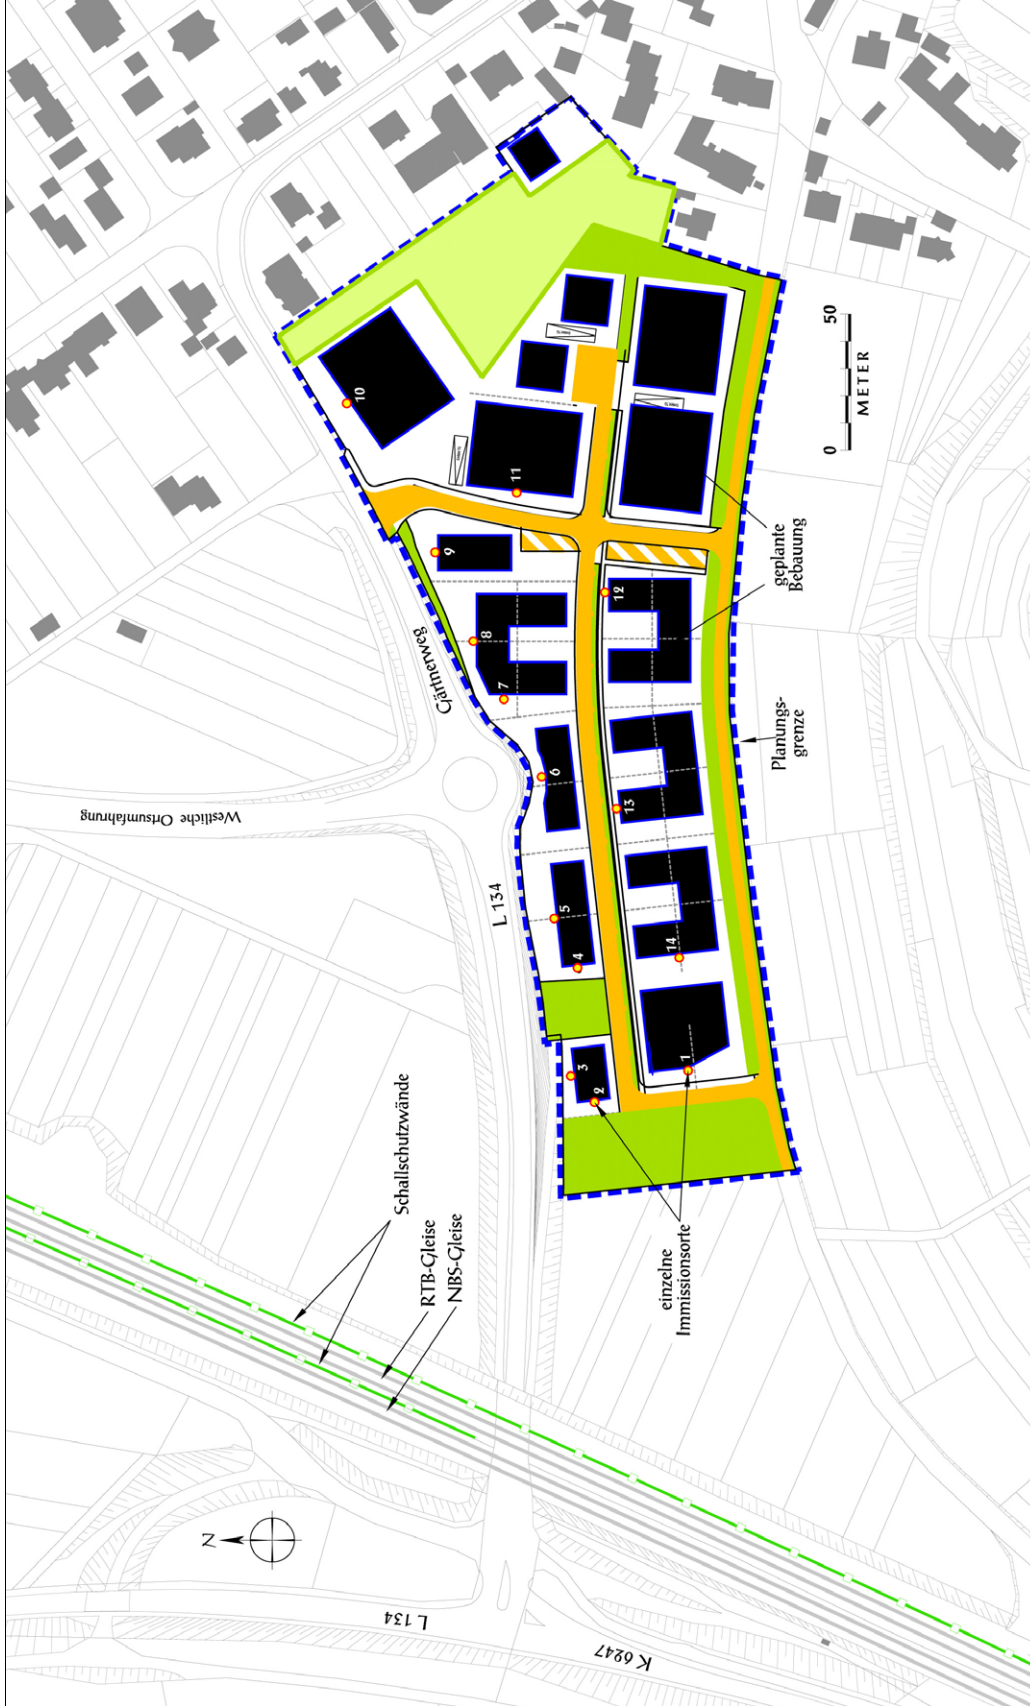 10
11
9
8
7
12
6
13
5
4
14
3
2
1
0
50
METER
geplante
Bebauung
Planungs-
grenze
Gärtnerweg
Westliche Ortsumfahrung
L 134
Schallschutzwände
RTB-Gleise
NBS-Gleise
einzelne
Immissionsorte
N
L 134
K 6247